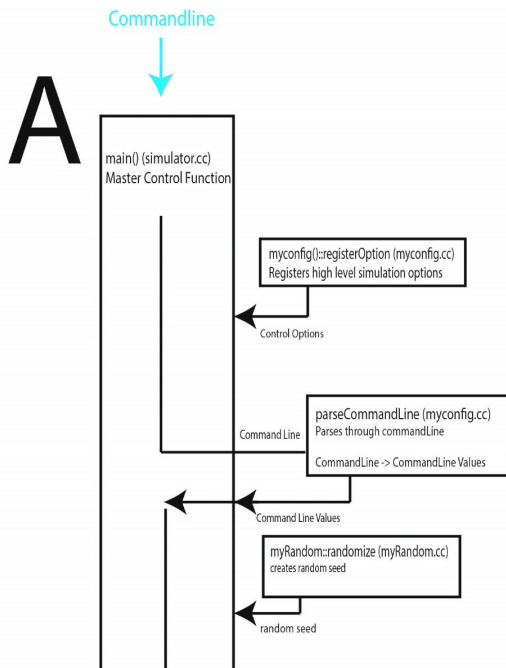 Commandline
A
main() (simulator.cc)
Master Control Function
myconfig()::registerOption (myconfig.cc)
Registers high level simulation options
Control Options
parseCommandLine (myconfig.cc)
Parses through commandLine
Command Line
CommandLine -> CommandLine Values
Command Line Values
myRandom::randomize (myRandom.cc)
creates random seed
random seed